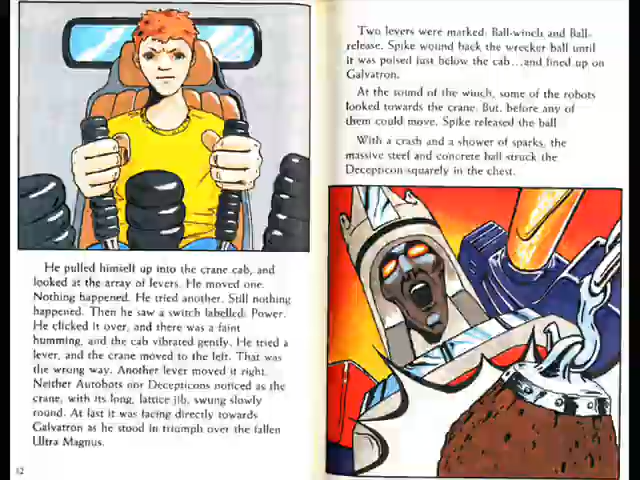 He pulled himself up into the crane cab, and
looked at the array of levers. He moved one.
Nothing happened. He tried another. Still nothing
happened. Then he saw a switch labelled: Power.
He clicked it over, and there was a faint
humming, and the cab vibrated gently. He tried a
lever, and the crane moved to the left. That was
the wrong way. Another lever moved it right.
Neither Autobots nor Decepticons noticed as the
crane, with its long, lattice jib, swung slowly
round. At last it was facing directly towards
Galvatron as he stood in triumph over the fallen
Ultra Magnus.
12
Two levers were marked: Ball-winch and Ball-
release. Spike wound back the wrecker ball until
it was poised just below the cab...and lined up on
Galvatron.
At the sound of the winch, some of the robots
looked towards the crane. But, before any of
them could move, Spike released the ball
With a crash and a shower of sparks, the
massive steel and concrete ball struck the
Decepticon squarely in the chest.